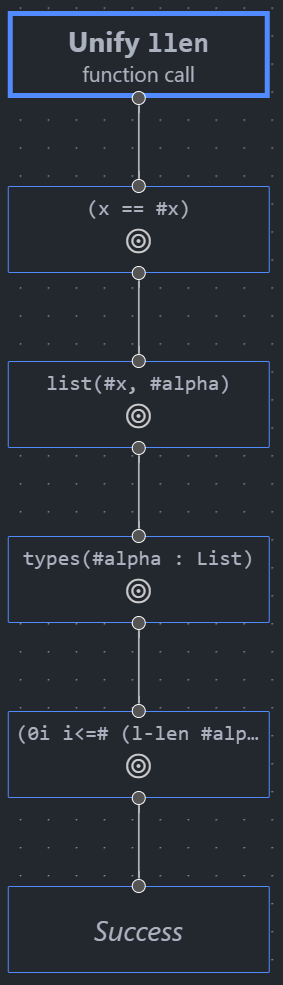 Unify llen
function call
(x == #x)
list(#x, #alpha)
types(#alpha : List)
(0i i<=# (l-len #alp…
Success